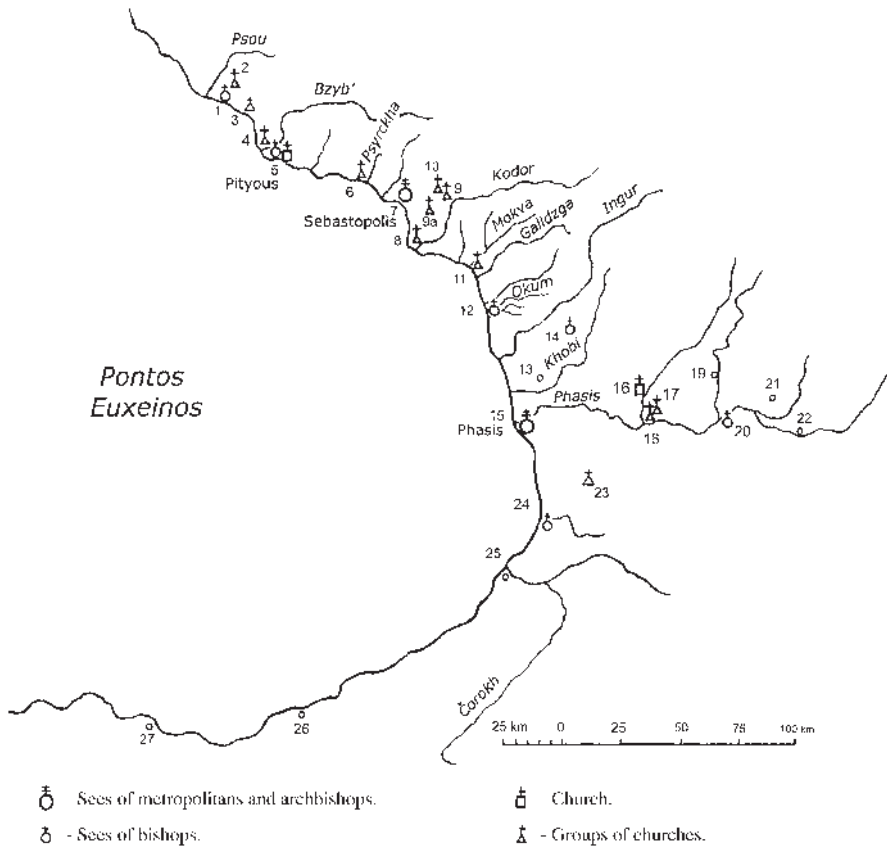 Psou
2
Bzyb'
1
3
4
Psyrckha
5
Pityous
6
10
9
Kodor
7
9a
Sebastopolis
Mokva
Galidzga
Ingur
8
11
Okum
12
14
13
Khobi
Pontos
Euxeinos
16
17
19
21
Phasis
15
Phasis
16
20
22
23
24
25
Čorokh
26
27
25 km 0 25 50 75 100 km
Sees of metropolitans and archbishops.
- Sees of bishops.
- Church.
- Groups of churches.